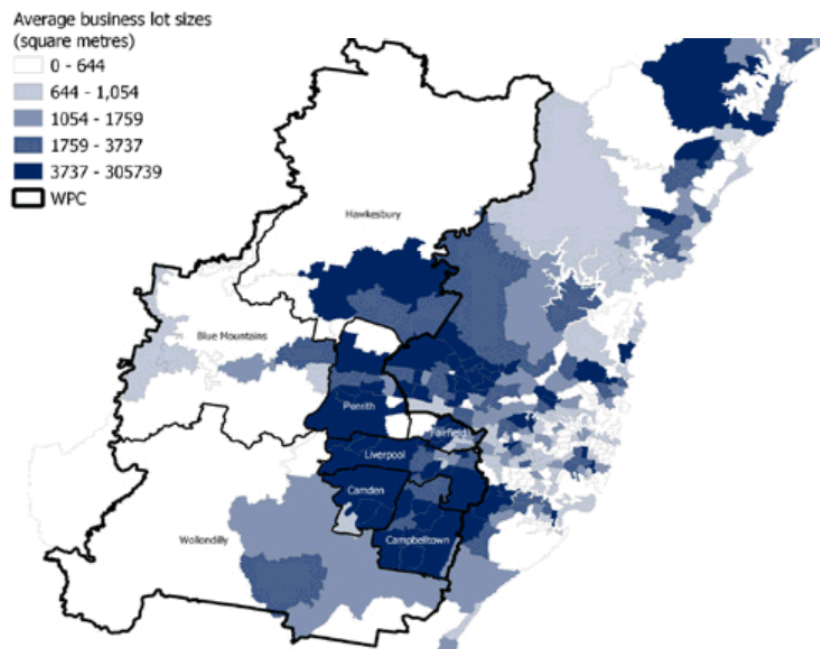 Average business lot sizes
(square metres)
0 - 644
644 - 1,054
1054 - 1759
1759 - 3737
3737 - 305739
WPC
Hawkesbury
Blue Mountains
Penrith
Fairfield
Liverpool
Camden
Wollondilly
Campbelltown